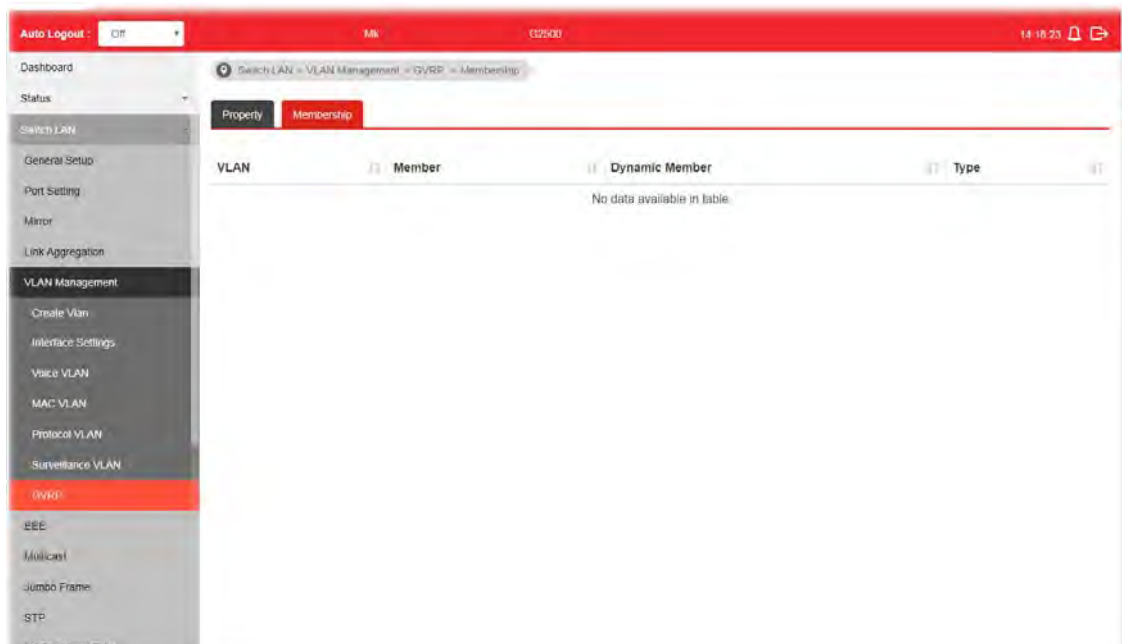 Auto Logout : Off
G2500
14:18:23
Dashboard
Switch LAN » VLAN Management » GVRP » Membership
Status
Property Membership
Switch LAN
General Setup
VLAN Member Dynamic Member Type
Port Setting
No data available in table
Mirror
Link Aggregation
VLAN Management
Create Vlan
Interface Settings
Voice VLAN
MAC VLAN
Protocol VLAN
Surveillance VLAN
GVRP
EEE
Multicast
Jumbo Frame
STP